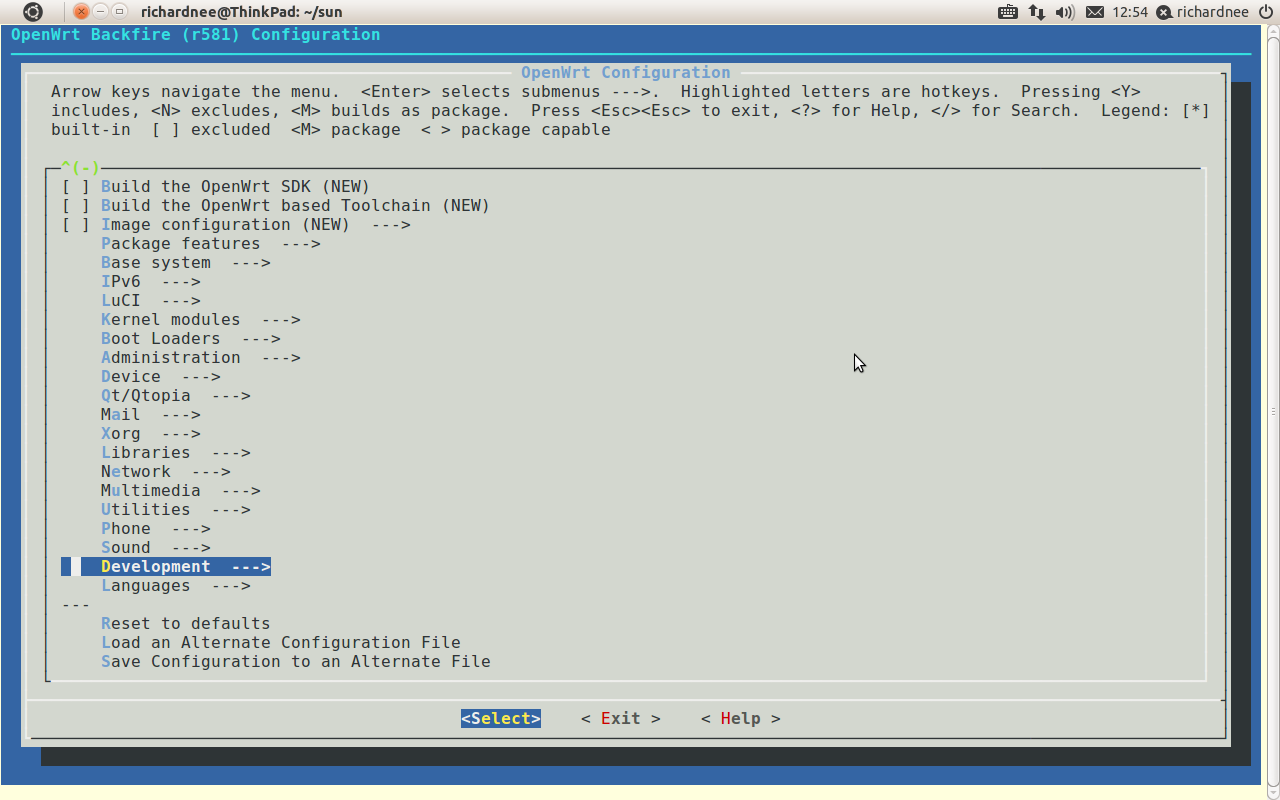 richardnee@ThinkPad: ~/sun 12:54 richardnee
OpenWrt Backfire (r581) Configuration
OpenWrt Configuration
Arrow keys navigate the menu.  <Enter> selects submenus --->.  Highlighted letters are hotkeys.  Pressing <Y>
includes, <N> excludes, <M> builds as package.  Press <Esc><Esc> to exit, <?> for Help, </> for Search.  Legend: [*]
built-in  [ ] excluded  <M> package  < > package capable
^(-)
[ ] Build the OpenWrt SDK (NEW)
[ ] Build the OpenWrt based Toolchain (NEW)
[ ] Image configuration (NEW)  --->
Package features  --->
Base system  --->
IPv6  --->
LuCI  --->
Kernel modules  --->
Boot Loaders  --->
Administration  --->
Device  --->
Qt/Qtopia  --->
Mail  --->
Xorg  --->
Libraries  --->
Network  --->
Multimedia  --->
Utilities  --->
Phone  --->
Sound  --->
Development  --->
Languages  --->
---
Reset to defaults
Load an Alternate Configuration File
Save Configuration to an Alternate File
<Select>    < Exit >    < Help >